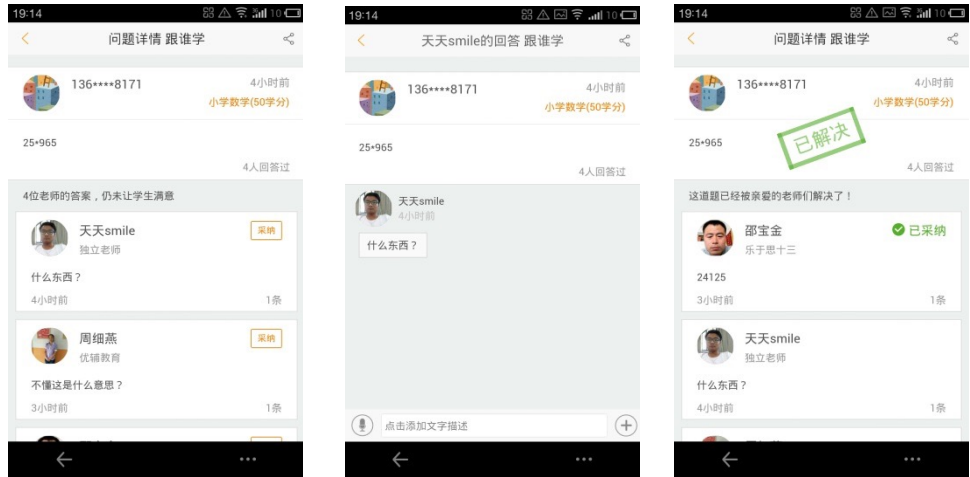 19:14
10
问题详情 跟谁学
136****8171
4小时前
小学数学(50学分)
25*965
4人回答过
4位老师的答案，仍未让学生满意
天天smile
采纳
独立老师
什么东西？
4小时前
1条
周细燕
采纳
优辅教育
不懂这是什么意思？
3小时前
1条
19:14
10
天天smile的回答 跟谁学
136****8171
4小时前
小学数学(50学分)
25*965
4人回答过
天天smile
4小时前
什么东西？
点击添加文字描述
19:14
10
问题详情 跟谁学
136****8171
4小时前
小学数学(50学分)
25*965
已解决
4人回答过
这道题已经被亲爱的老师们解决了！
邵宝金
已采纳
乐于思十三
24125
3小时前
1条
天天smile
独立老师
什么东西？
4小时前
1条